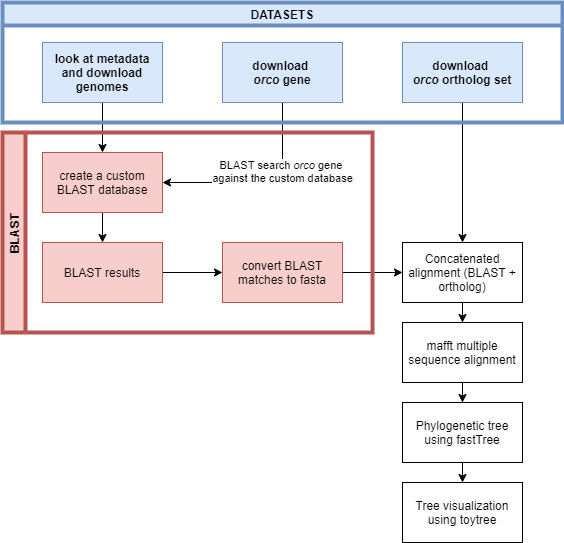 DATASETS
look at metadata
and download
genomes
download
orco gene
download
orco ortholog set
BLAST
create a custom
BLAST database
BLAST search orco gene
against the custom database
BLAST results
convert BLAST
matches to fasta
Concatenated
alignment (BLAST +
ortholog)
mafft multiple
sequence alignment
Phylogenetic tree
using fastTree
Tree visualization
using toytree